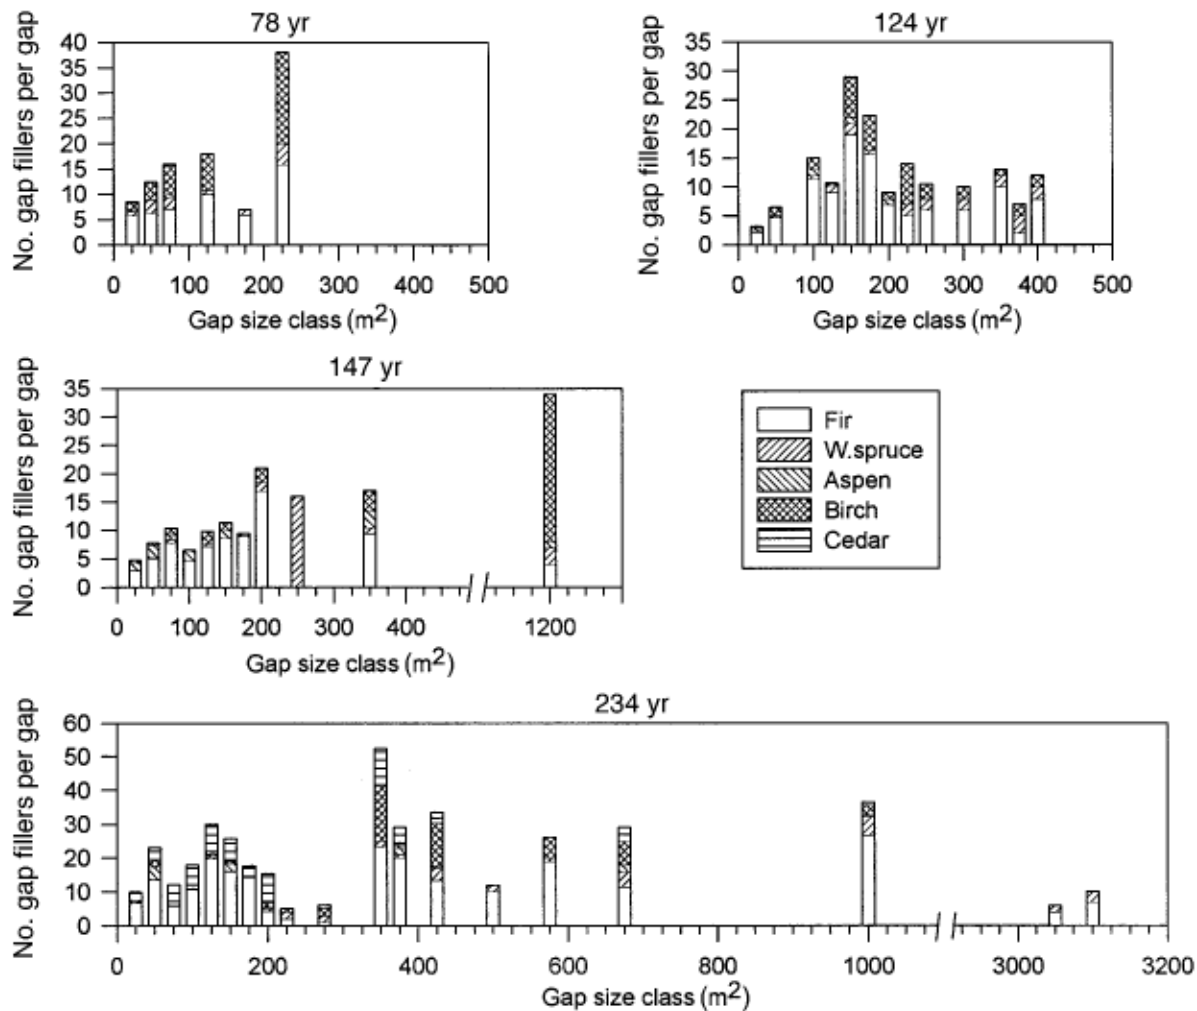 78 yr
No. gap fillers per gap
40
35
30
25
20
15
10
5
0
0 100 200 300 400 500
Gap size class (m²)
124 yr
No. gap fillers per gap
35
30
25
20
15
10
5
0
0 100 200 300 400 500
Gap size class (m²)
147 yr
No. gap fillers per gap
35
30
25
20
15
10
5
0
0 100 200 300 400 1200
Gap size class (m²)
Fir
W.spruce
Aspen
Birch
Cedar
234 yr
No. gap fillers per gap
60
50
40
30
20
10
0
0 200 400 600 800 1000 3000 3200
Gap size class (m²)